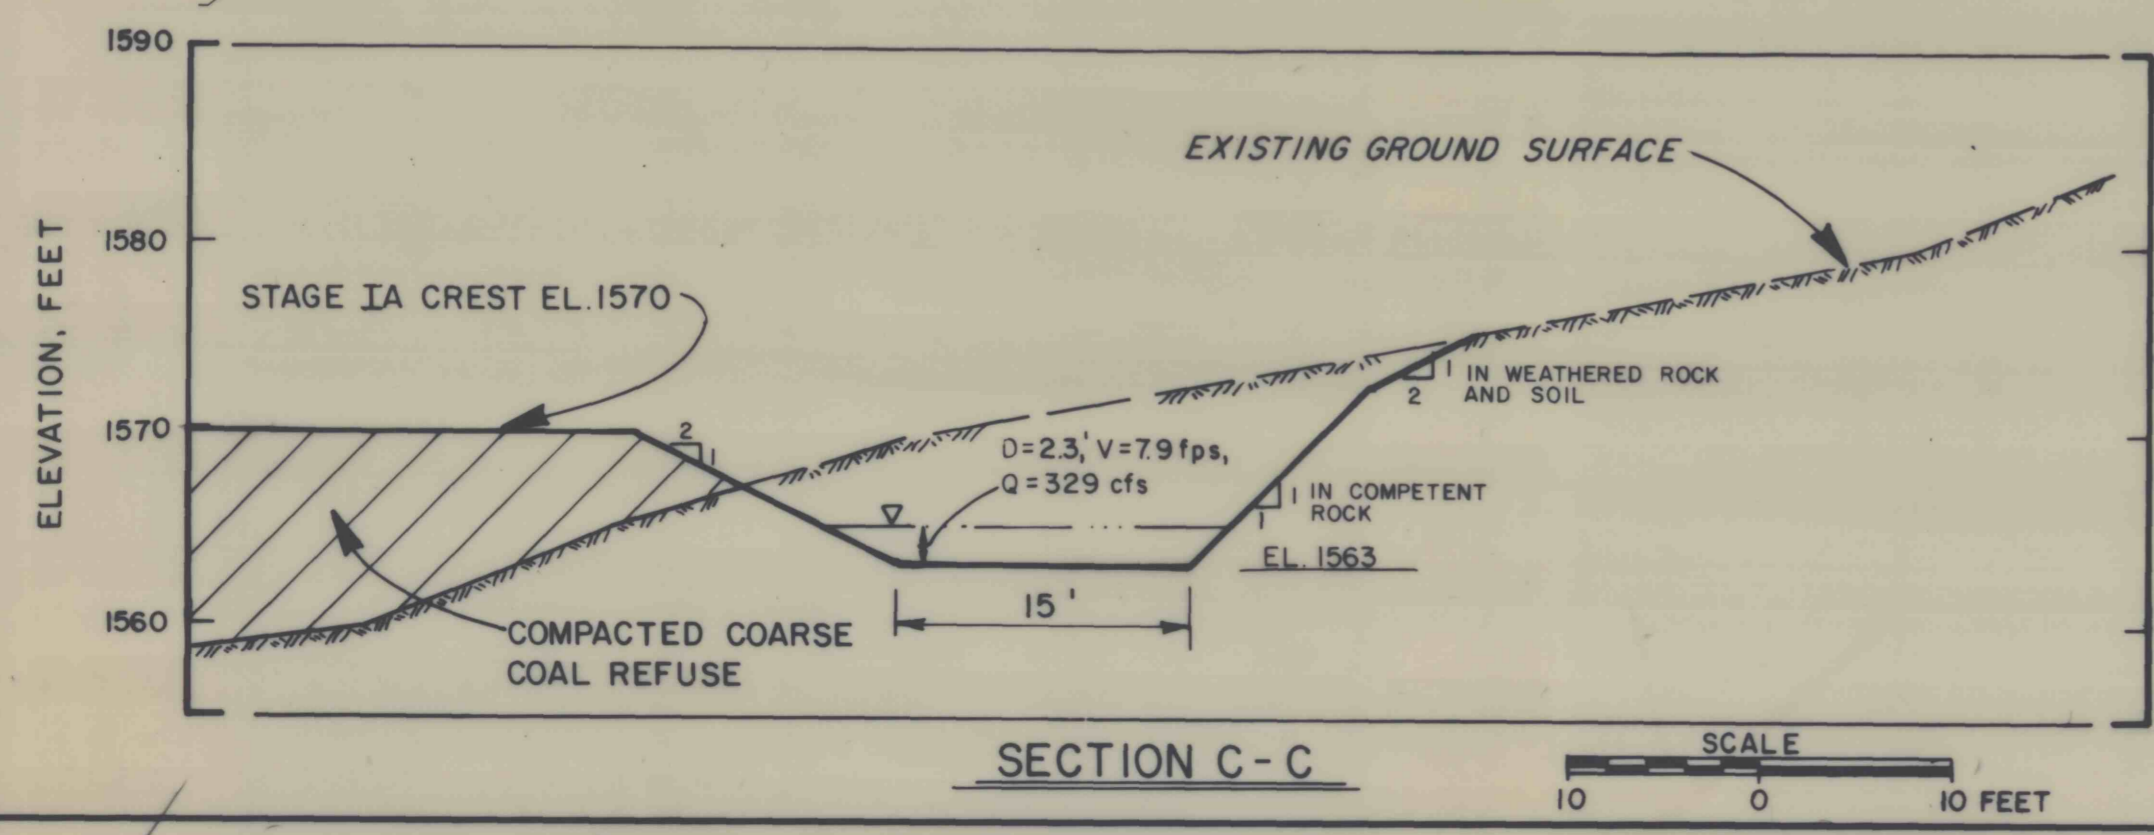 1590
EXISTING GROUND SURFACE
1580
ELEVATION, FEET
STAGE IA CREST EL. 1570
1570
2
1
D=2.3,' V=7.9 fps,
Q=329 cfs
1 IN WEATHERED ROCK
2 AND SOIL
1 IN COMPETENT
ROCK
1
EL. 1563
15'
1560
COMPACTED COARSE
COAL REFUSE
SECTION C-C
SCALE
10 0 10 FEET